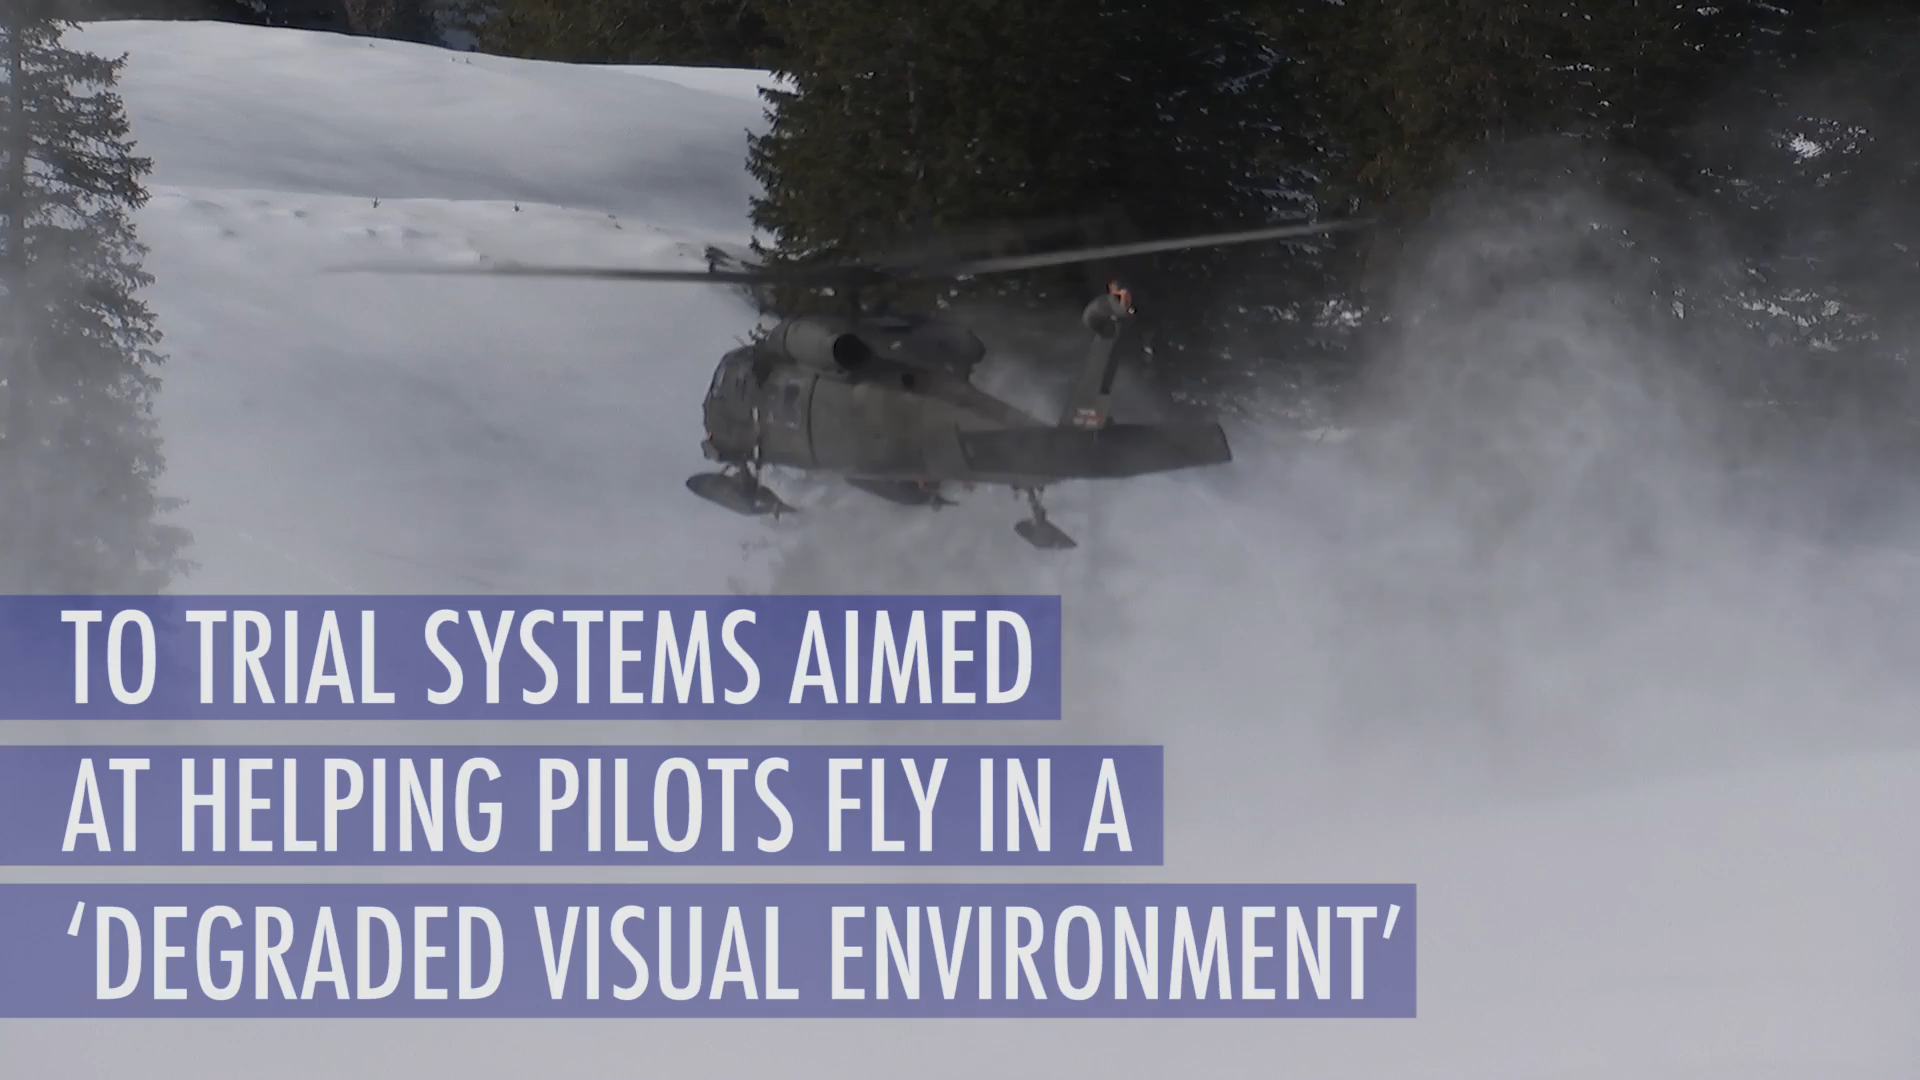 TO TRIAL SYSTEMS AIMED
AT HELPING PILOTS FLY IN A
‘DEGRADED VISUAL ENVIRONMENT’